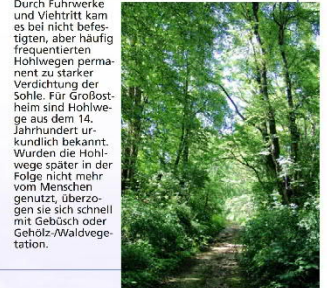 Durch Fuhrwerke
und Viehtritt kam
es bei nicht befes-
tigten, aber häufig
frequentierten
Hohlwegen perma-
nent zu starker
Verdichtung der
Sohle. Für Großost-
heim sind Hohlwe-
ge aus dem 14.
Jahrhundert ur-
kundlich bekannt.
Wurden die Hohl-
wege später in der
Folge nicht mehr
vom Menschen
genutzt, überzo-
gen sie sich schnell
mit Gebüsch oder
Gehölz-/Waldvege-
tation.